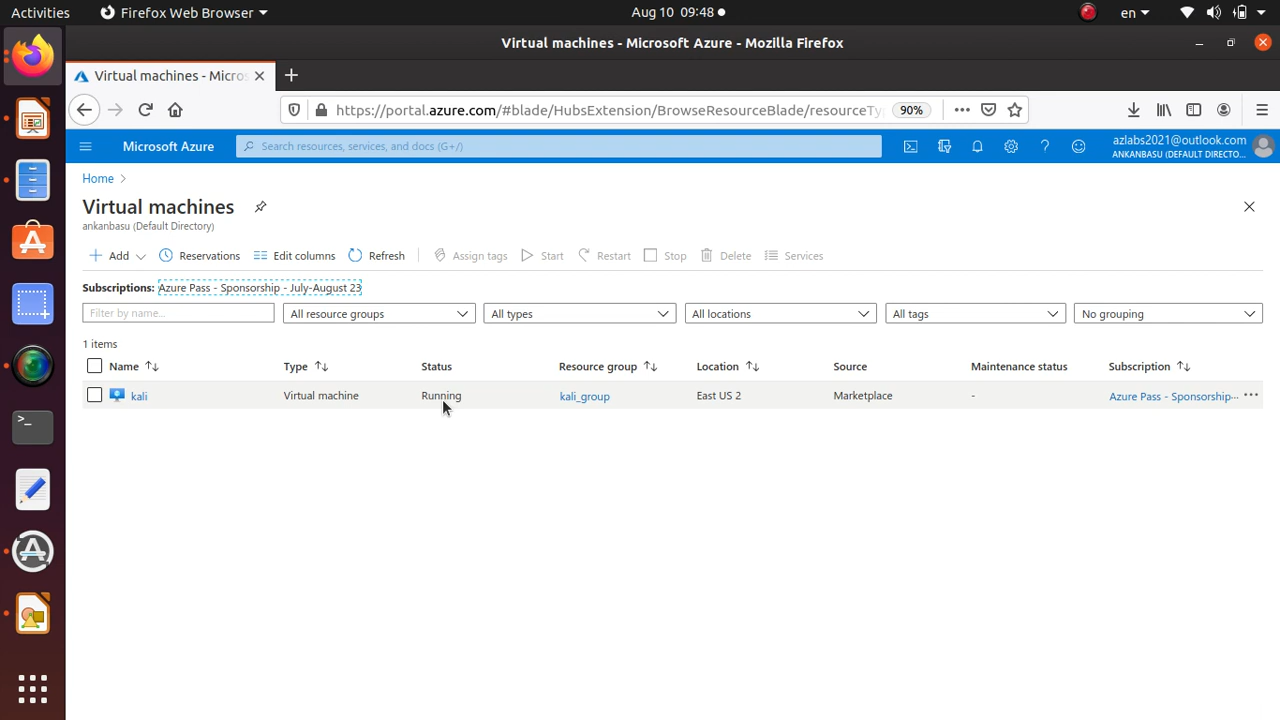 Activities Firefox Web Browser Aug 10 09:48 en
Virtual machines - Microsoft Azure - Mozilla Firefox
Virtual machines - Micros
https://portal.azure.com/#blade/HubsExtension/BrowseResourceBlade/resourceTy 90%
Microsoft Azure Search resources, services, and docs (G+/) azlabs2021@outlook.com
ANKANBASU (DEFAULT DIRECTO...
Home
Virtual machines
ankanbasu (Default Directory)
Add Reservations Edit columns Refresh Assign tags Start Restart Stop Delete Services
Subscriptions: Azure Pass - Sponsorship - July-August 23
Filter by name... All resource groups All types All locations All tags No grouping
1 items
Name Type Status Resource group Location Source Maintenance status Subscription
kali Virtual machine Running kali_group East US 2 Marketplace - Azure Pass - Sponsorship...